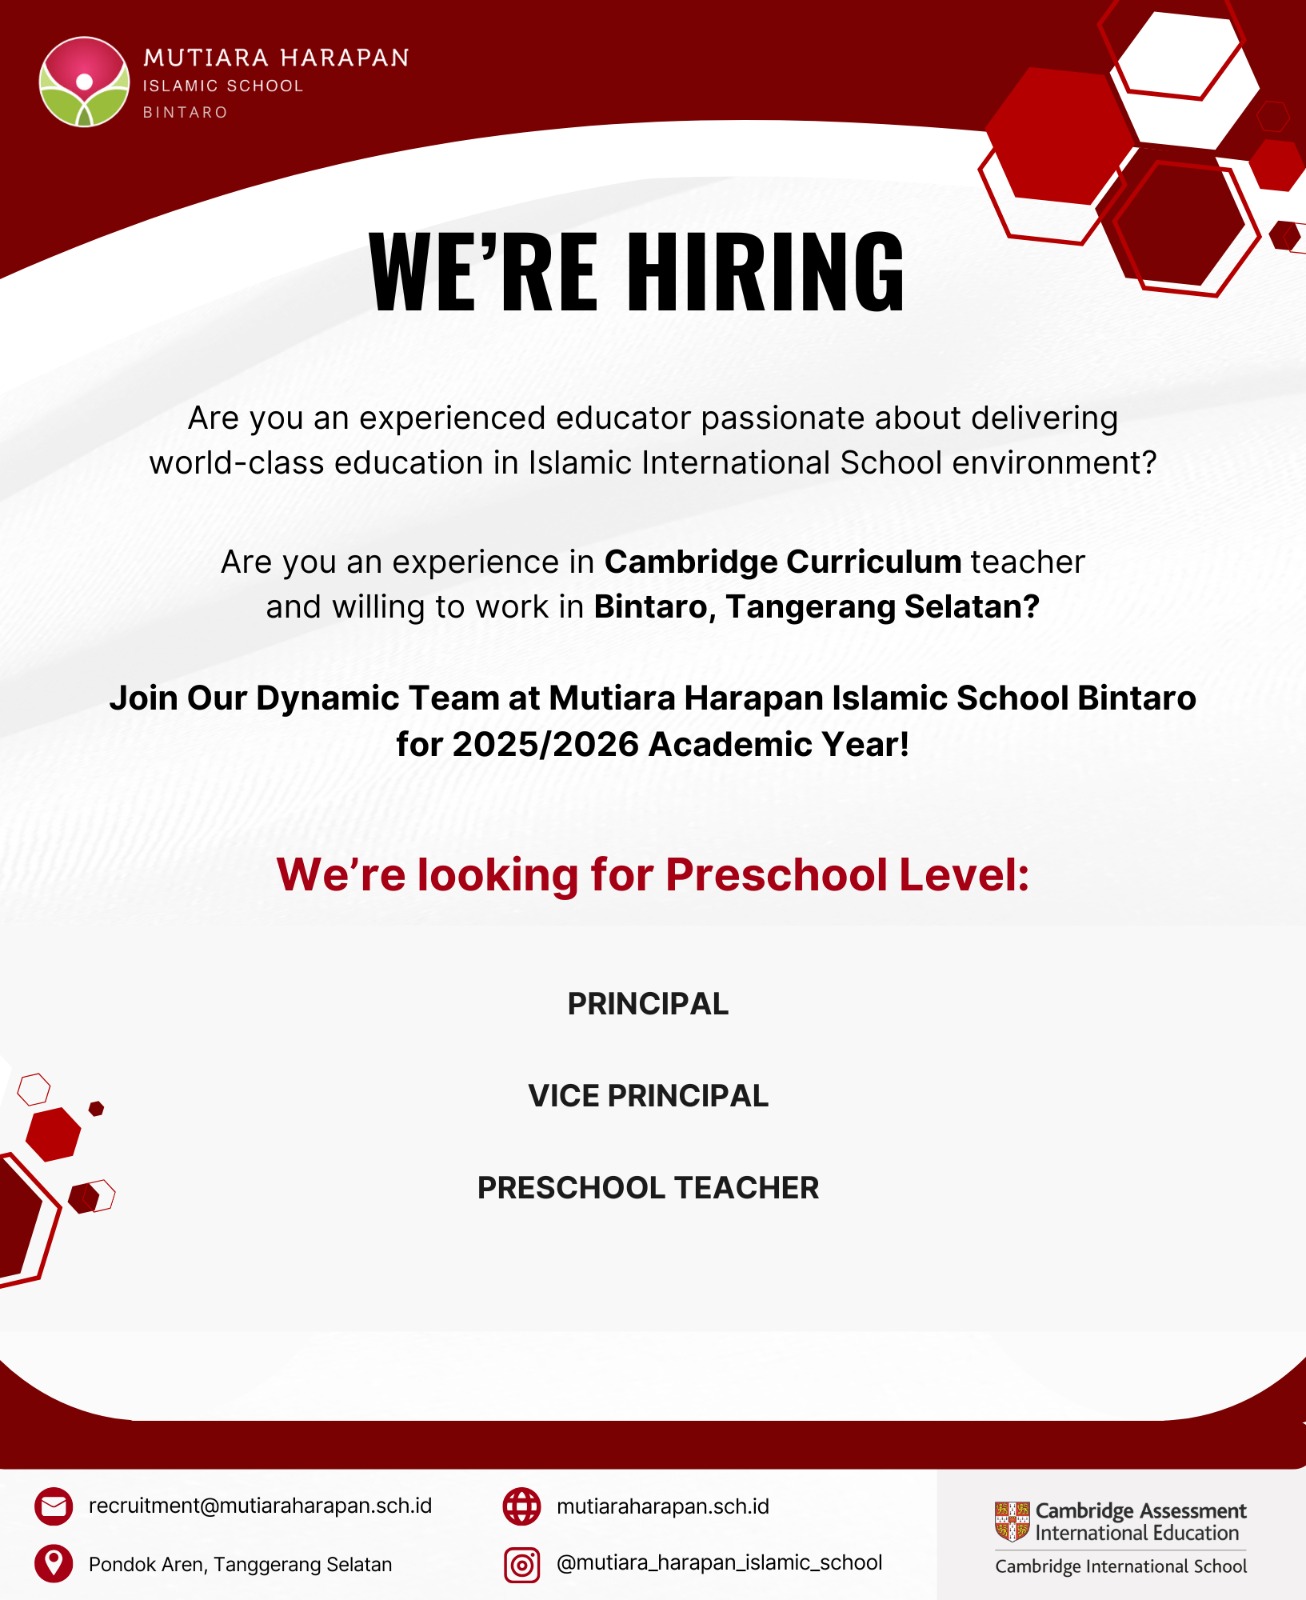 MUTIARA HARAPAN
ISLAMIC SCHOOL
BINTARO
WE’RE HIRING
Are you an experienced educator passionate about delivering
world-class education in Islamic International School environment?
Are you an experience in Cambridge Curriculum teacher
and willing to work in Bintaro, Tangerang Selatan?
Join Our Dynamic Team at Mutiara Harapan Islamic School Bintaro
for 2025/2026 Academic Year!
We’re looking for Preschool Level:
PRINCIPAL
VICE PRINCIPAL
PRESCHOOL TEACHER
recruitment@mutiaraharapan.sch.id
Pondok Aren, Tanggerang Selatan
mutiaraharapan.sch.id
@mutiara_harapan_islamic_school
Cambridge Assessment
International Education
Cambridge International School